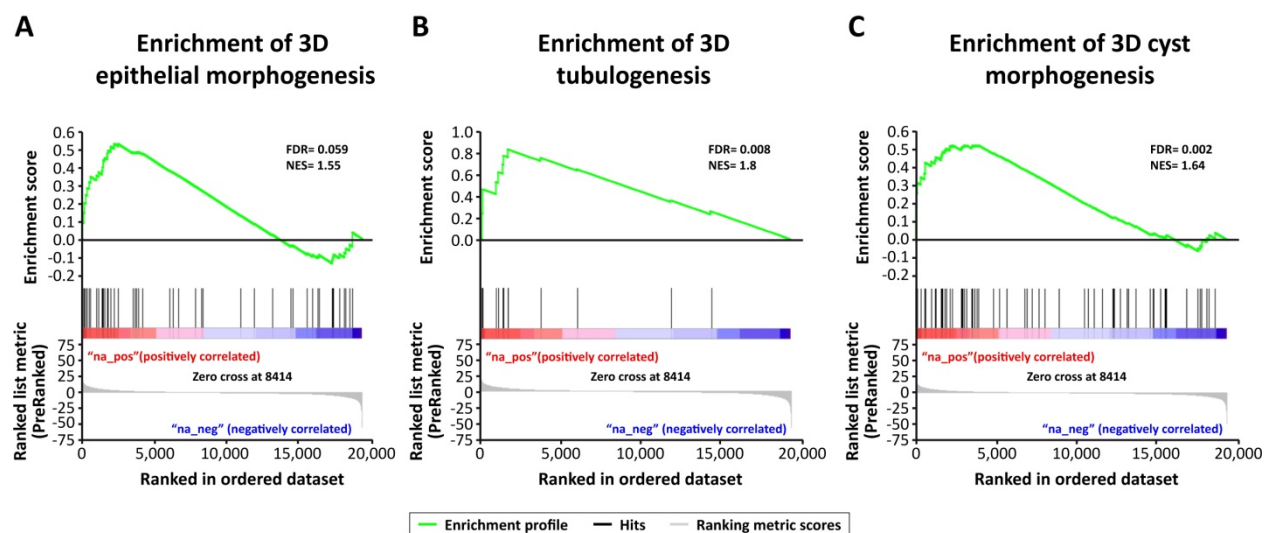 A
Enrichment of 3D
epithelial morphogenesis
Enrichment score
0.6
0.5
0.4
0.3
0.2
0.1
0.0
-0.1
-0.2
FDR= 0.059
NES= 1.55
Ranked list metric
(PreRanked)
75
50
25
0
-25
-50
-75
"na_pos"(positively correlated)
Zero cross at 8414
"na_neg" (negatively correlated)
0
5,000
10,000
15,000
20,000
Ranked in ordered dataset
B
Enrichment of 3D
tubulogenesis
Enrichment score
1.0
0.8
0.6
0.4
0.2
0.0
FDR= 0.008
NES= 1.8
Ranked list metric
(PreRanked)
75
50
25
0
-25
-50
-75
"na_pos"(positively correlated)
Zero cross at 8414
"na_neg" (negatively correlated)
0
5,000
10,000
15,000
20,000
Ranked in ordered dataset
C
Enrichment of 3D cyst
morphogenesis
Enrichment score
0.6
0.5
0.4
0.3
0.2
0.1
0.0
-0.1
-0.2
FDR= 0.002
NES= 1.64
Ranked list metric
(PreRanked)
75
50
25
0
-25
-50
-75
"na_pos"(positively correlated)
Zero cross at 8414
"na_neg" (negatively correlated)
0
5,000
10,000
15,000
20,000
Ranked in ordered dataset
Enrichment profile
Hits
Ranking metric scores